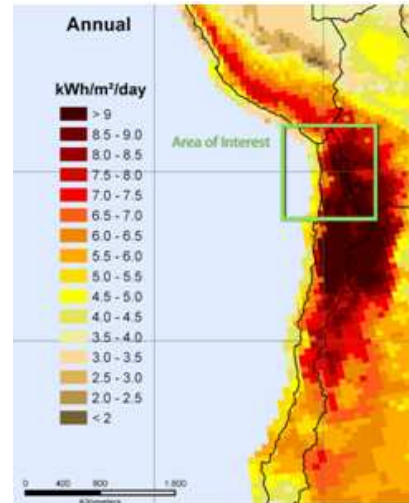 Annual
kWh/m²/day
> 9
8.5 - 9.0
8.0 - 8.5
7.5 - 8.0
7.0 - 7.5
6.5 - 7.0
6.0 - 6.5
5.5 - 6.0
5.0 - 5.5
4.5 - 5.0
4.0 - 4.5
3.5 - 4.0
3.0 - 3.5
2.5 - 3.0
2.0 - 2.5
< 2
Area of Interest
0 400 800 1.600
Kilometers